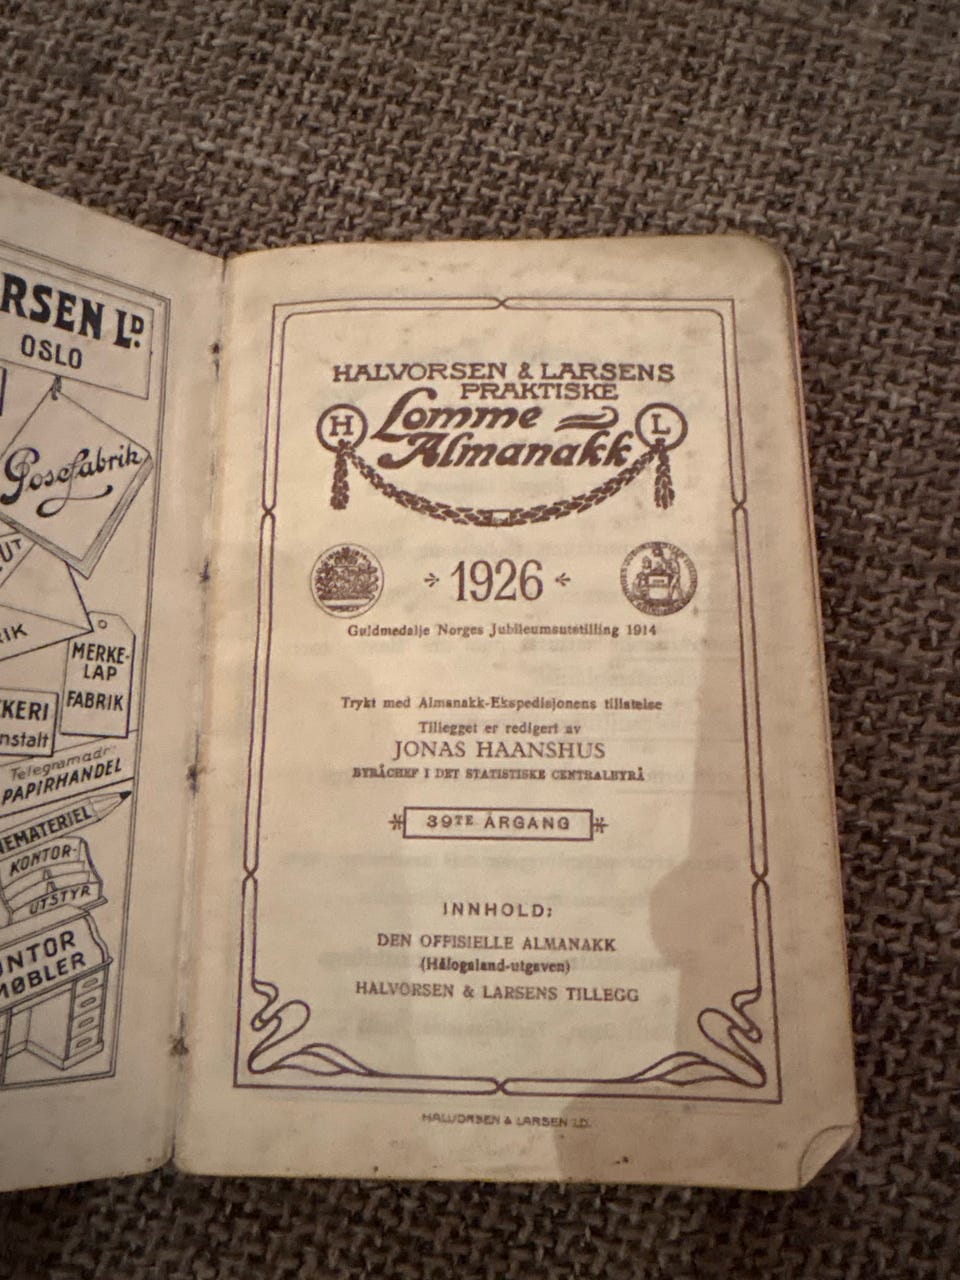 RSEN LD.
OSLO
Posefabrik
UT
RIK
MERKE-
LAP
FABRIK
KERI
nstalt
Telegramadr:
PAPIRHANDEL
EMATERIEL
KONTOR-
UTSTYR
ONTOR
MØBLER
HALVORSEN & LARSENS
PRAKTISKE
H Lomme L
Almanakk
1926
Guldmedalje Norges Jubileumsutstilling 1914
Trykt med Almanakk-Ekspedisjonens tillatelse
Tillegget er redigert av
JONAS HAANSHUS
BYRÅCHEF I DET STATISTISKE CENTRALBYRÅ
39TE ÅRGANG
INNHOLD:
DEN OFFISIELLE ALMANAKK
(Hålogaland-utgaven)
HALVORSEN & LARSENS TILLEGG
HALVORSEN & LARSEN LD.